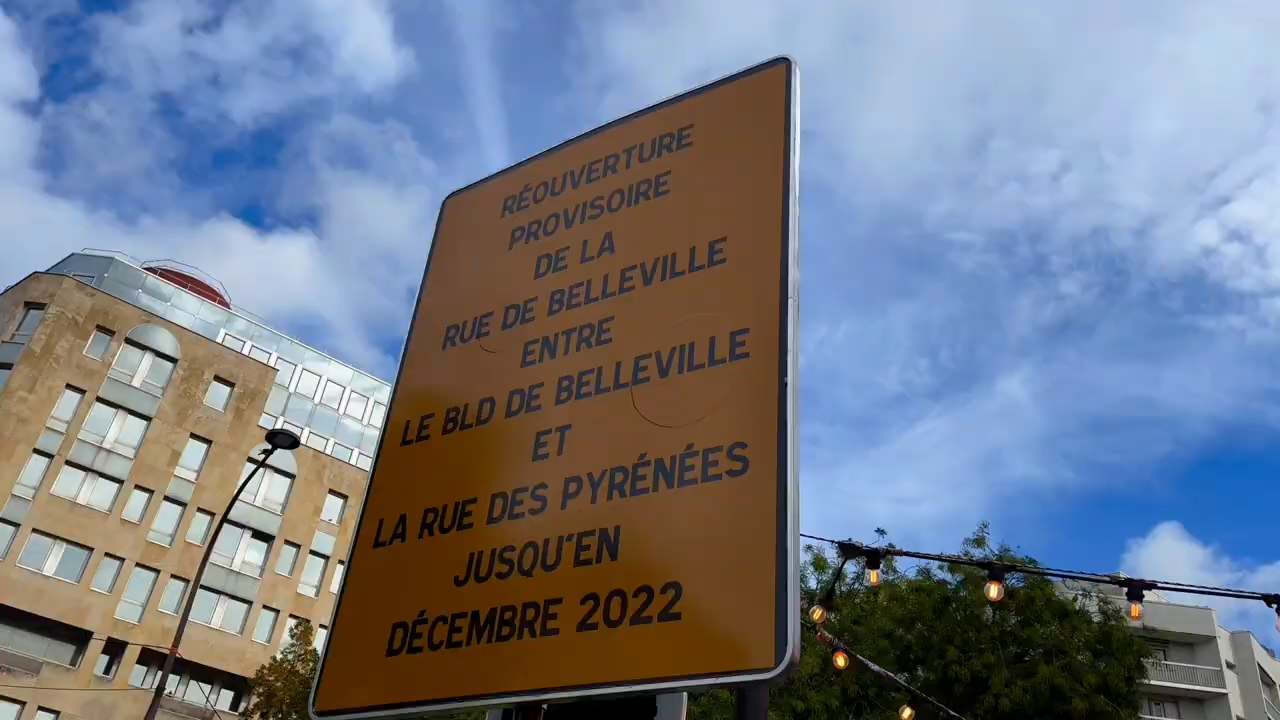 RÉOUVERTURE
PROVISOIRE
DE LA
RUE DE BELLEVILLE
ENTRE
LE BLD DE BELLEVILLE
ET
LA RUE DES PYRÉNÉES
JUSQU'EN
DÉCEMBRE 2022